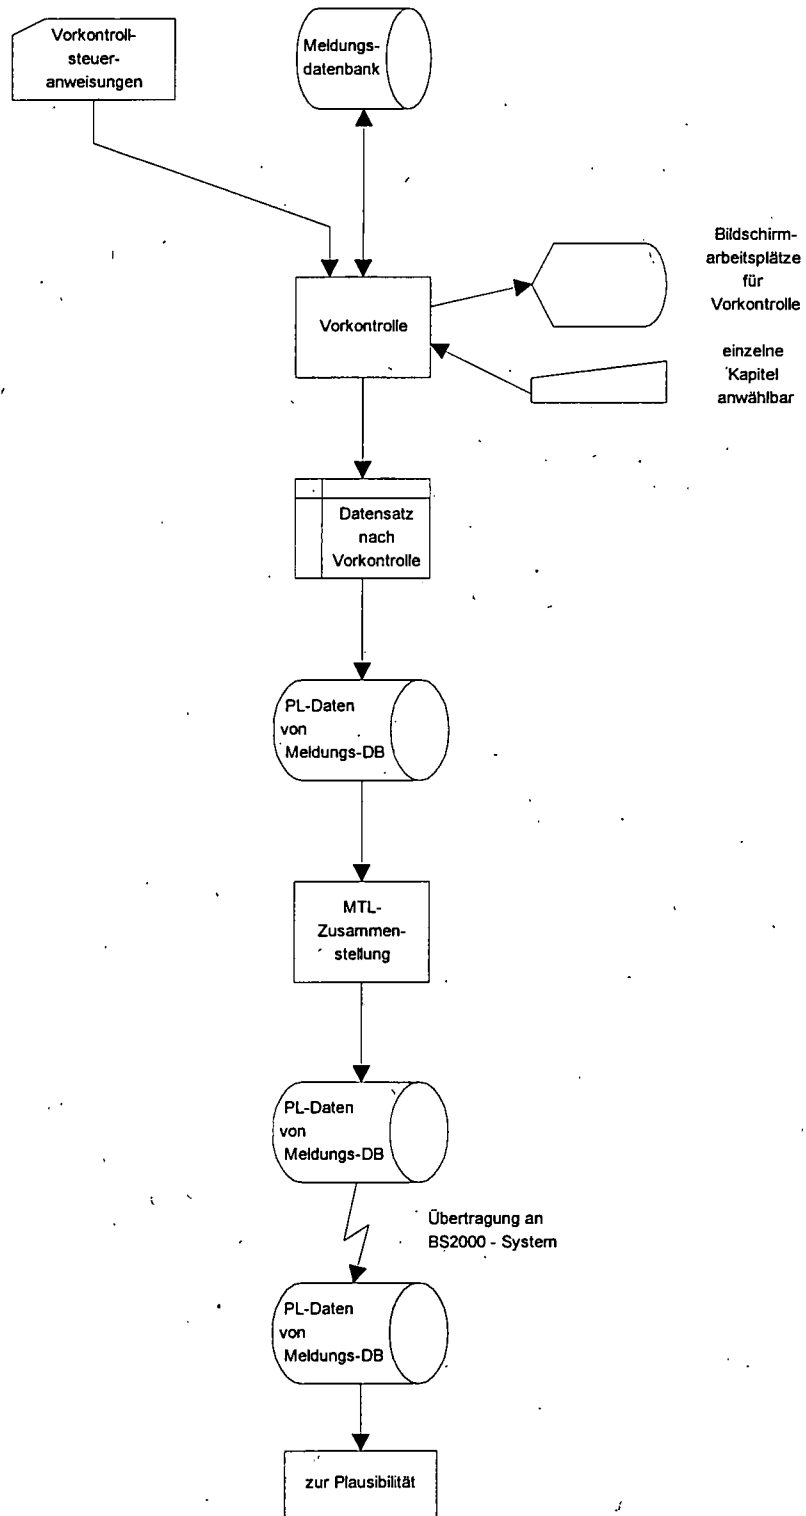 Vorkontroll-
steuer-
anweisungen
Meldungs-
datenbank
Bildschirm-
arbeitsplätze
für
Vorkontrolle
Vorkontrolle
einzelne
Kapitel
anwählbar
Datensatz
nach
Vorkontrolle
PL-Daten
von
Meldungs-DB
MTL-
Zusammen-
stellung
PL-Daten
von
Meldungs-DB
Übertragung an
BS2000 - System
PL-Daten
von
Meldungs-DB
zur Plausibilität